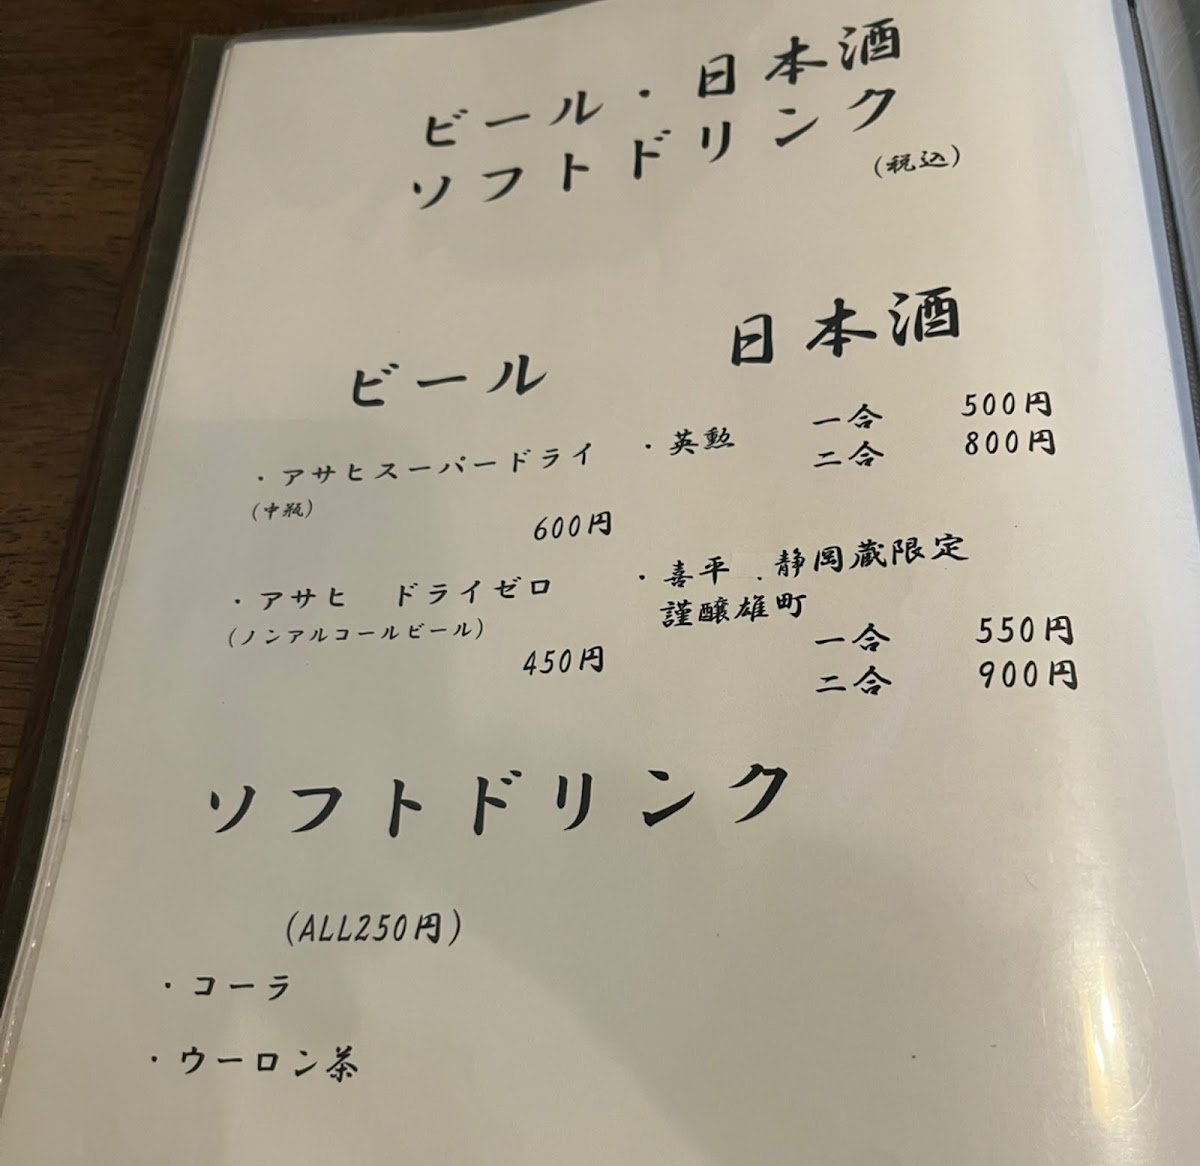 ビール・日本酒
ソフトドリンク
(税込)
ビール
・アサヒスーパードライ
(中瓶)
600円
・アサヒ ドライゼロ
(ノンアルコールビール)
450円
日本酒
・英勲 一合 500円
二合 800円
・喜平 . 静岡蔵限定
謹醸雄町
一合 550円
二合 900円
ソフトドリンク
(ALL250円)
・コーラ
・ウーロン茶